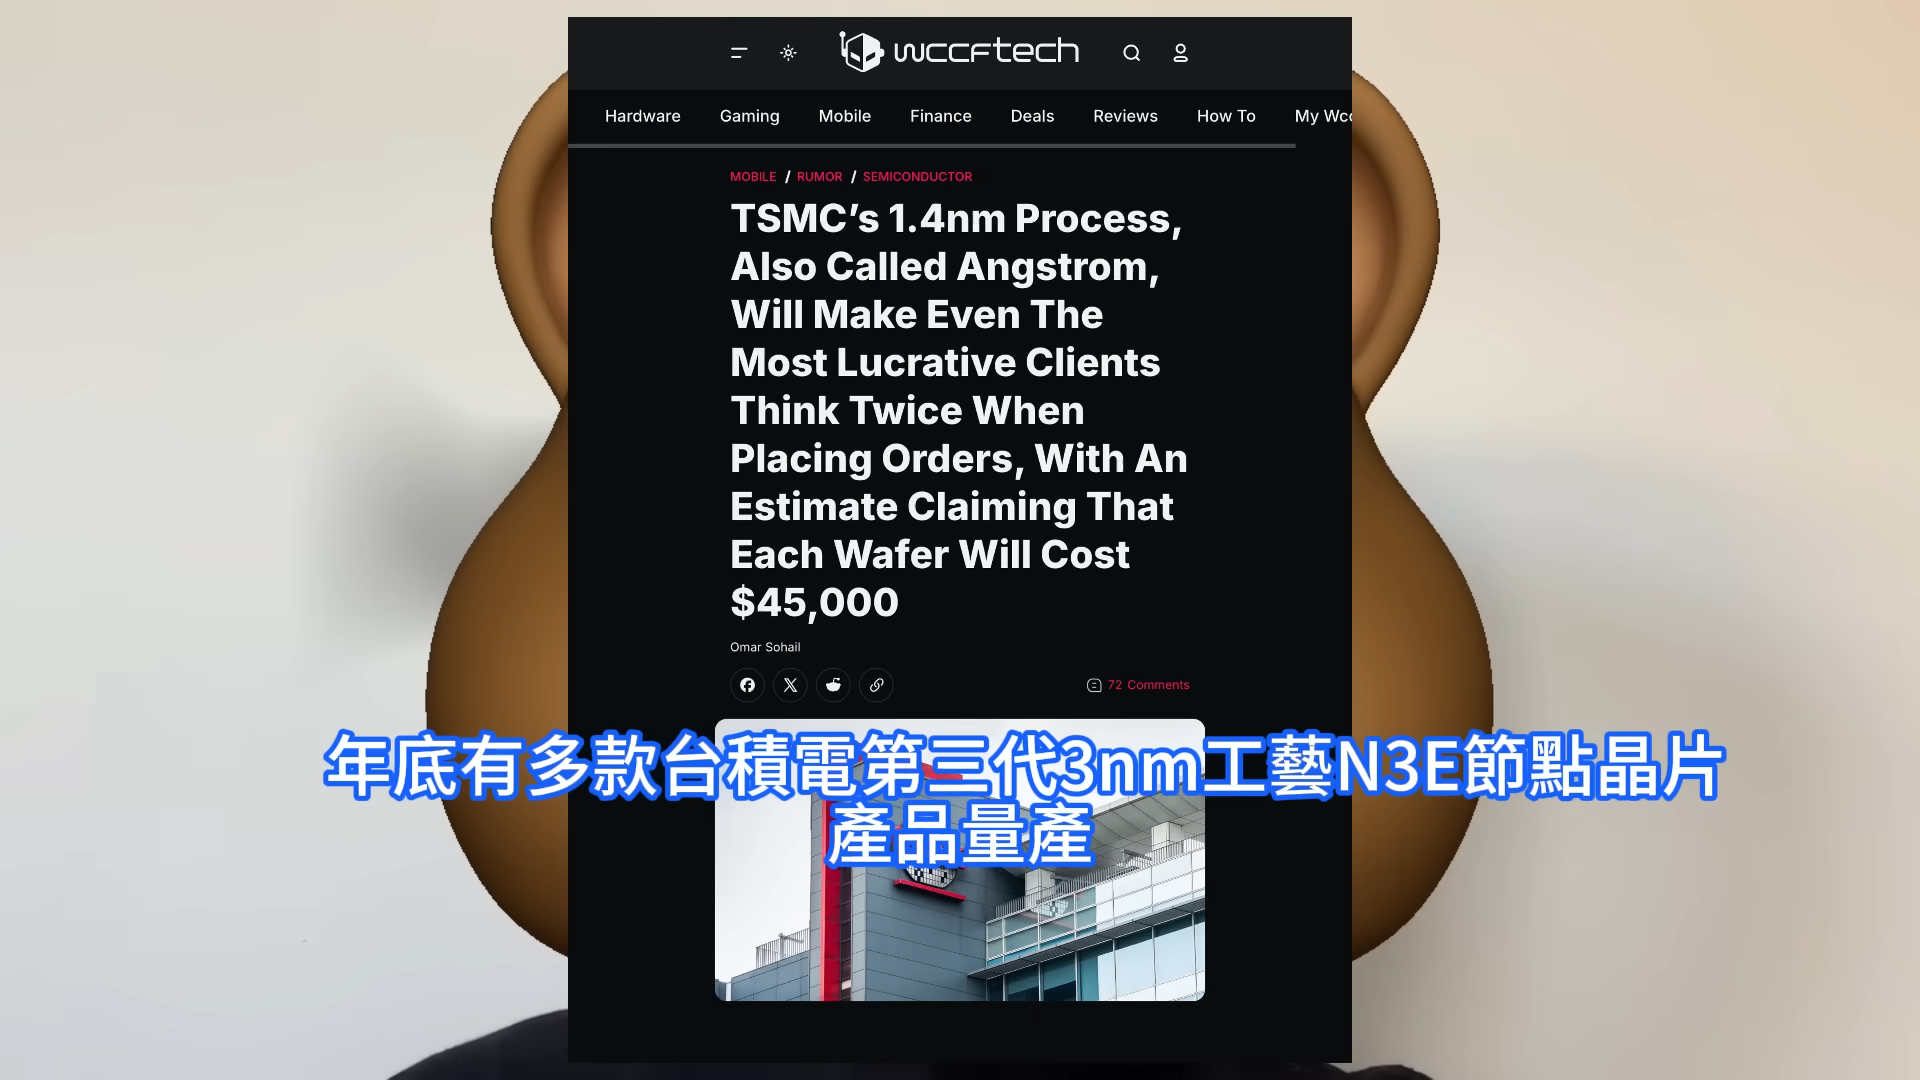 wccftech
Hardware Gaming Mobile Finance Deals Reviews How To My Wcc
MOBILE / RUMOR / SEMICONDUCTOR
TSMC’s 1.4nm Process,
Also Called Angstrom,
Will Make Even The
Most Lucrative Clients
Think Twice When
Placing Orders, With An
Estimate Claiming That
Each Wafer Will Cost
$45,000
Omar Sohail
72 Comments
年底有多款台積電第三代3nm工藝N3E節點晶片
產品量產